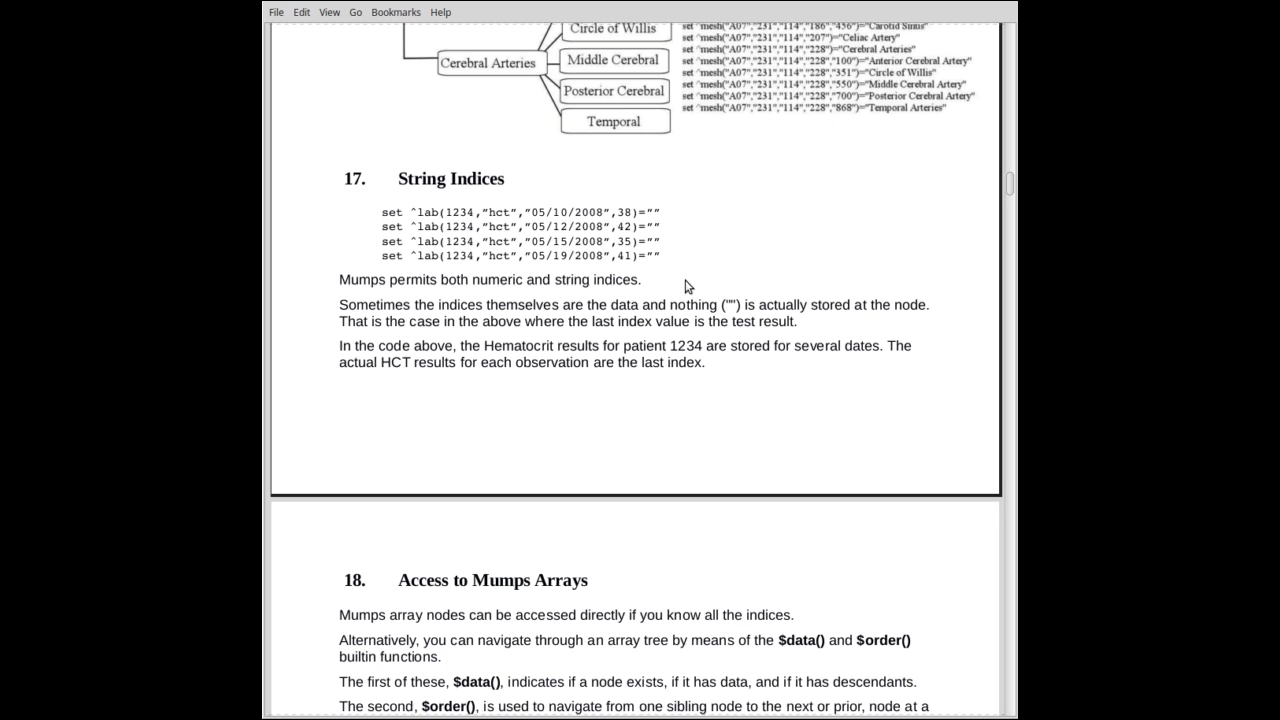 File Edit View Go Bookmarks Help
Circle of Willis
Cerebral Arteries
Middle Cerebral
Posterior Cerebral
Temporal
set ^mesh("A07","231","114","186","456")="Carotid Sinus"
set ^mesh("A07","231","114","207")="Celiac Artery"
set ^mesh("A07","231","114","228")="Cerebral Arteries"
set ^mesh("A07","231","114","228","100")="Anterior Cerebral Artery"
set ^mesh("A07","231","114","228","351")="Circle of Willis"
set ^mesh("A07","231","114","228","550")="Middle Cerebral Artery"
set ^mesh("A07","231","114","228","700")="Posterior Cerebral Artery"
set ^mesh("A07","231","114","228","868")="Temporal Arteries"
17. String Indices
set ^lab(1234,”hct”,”05/10/2008”,38)=””
set ^lab(1234,”hct”,”05/12/2008”,42)=””
set ^lab(1234,”hct”,”05/15/2008”,35)=””
set ^lab(1234,”hct”,”05/19/2008”,41)=””
Mumps permits both numeric and string indices.
Sometimes the indices themselves are the data and nothing ("") is actually stored at the node.
That is the case in the above where the last index value is the test result.
In the code above, the Hematocrit results for patient 1234 are stored for several dates. The
actual HCT results for each observation are the last index.
18. Access to Mumps Arrays
Mumps array nodes can be accessed directly if you know all the indices.
Alternatively, you can navigate through an array tree by means of the $data() and $order()
builtin functions.
The first of these, $data(), indicates if a node exists, if it has data, and if it has descendants.
The second, $order(), is used to navigate from one sibling node to the next or prior, node at a